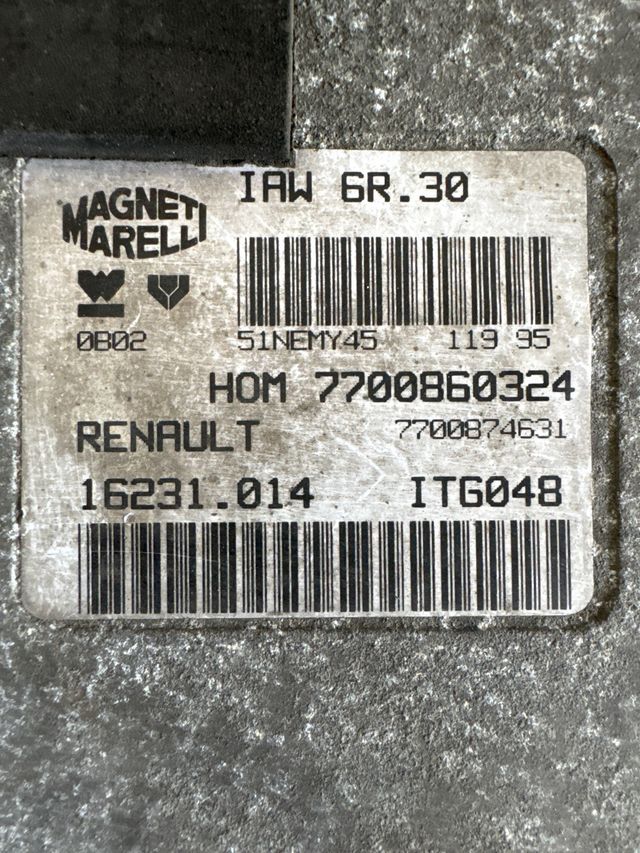 IAW 6R.30
MAGNETI
MARELLI
0B02
51NEMY45 119 95
HOM 7700860324
RENAULT 7700874631
16231.014 ITG048